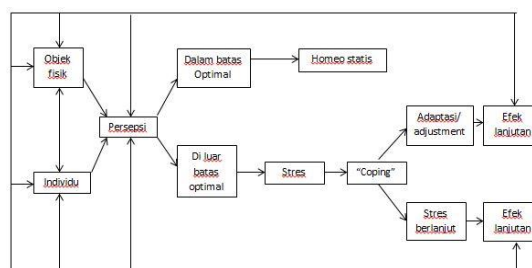 Objek
fisik
Dalam batas
Optimal
Homeo statis
Persepsi
Adaptasi/
adjustment
Efek
lanjutan
Individu
Di luar
batas
optimal
Stres
"Coping"
Stres
berlanjut
Efek
lanjutan